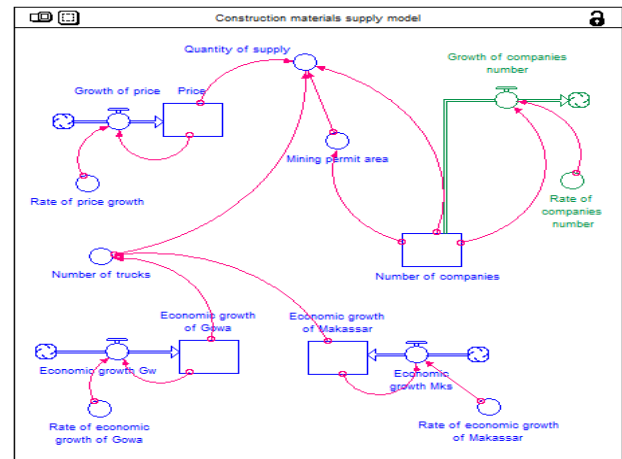 Construction materials supply model
Quantity of supply
Growth of companies
number
Growth of price
Price
Mining permit area
Rate of price growth
Rate of
companies
number
Number of trucks
Number of companies
Economic growth
of Gowa
Economic growth
of Makassar
Economic growth Gw
Economic
growth Mks
Rate of economic
growth of Gowa
Rate of economic growth
of Makassar